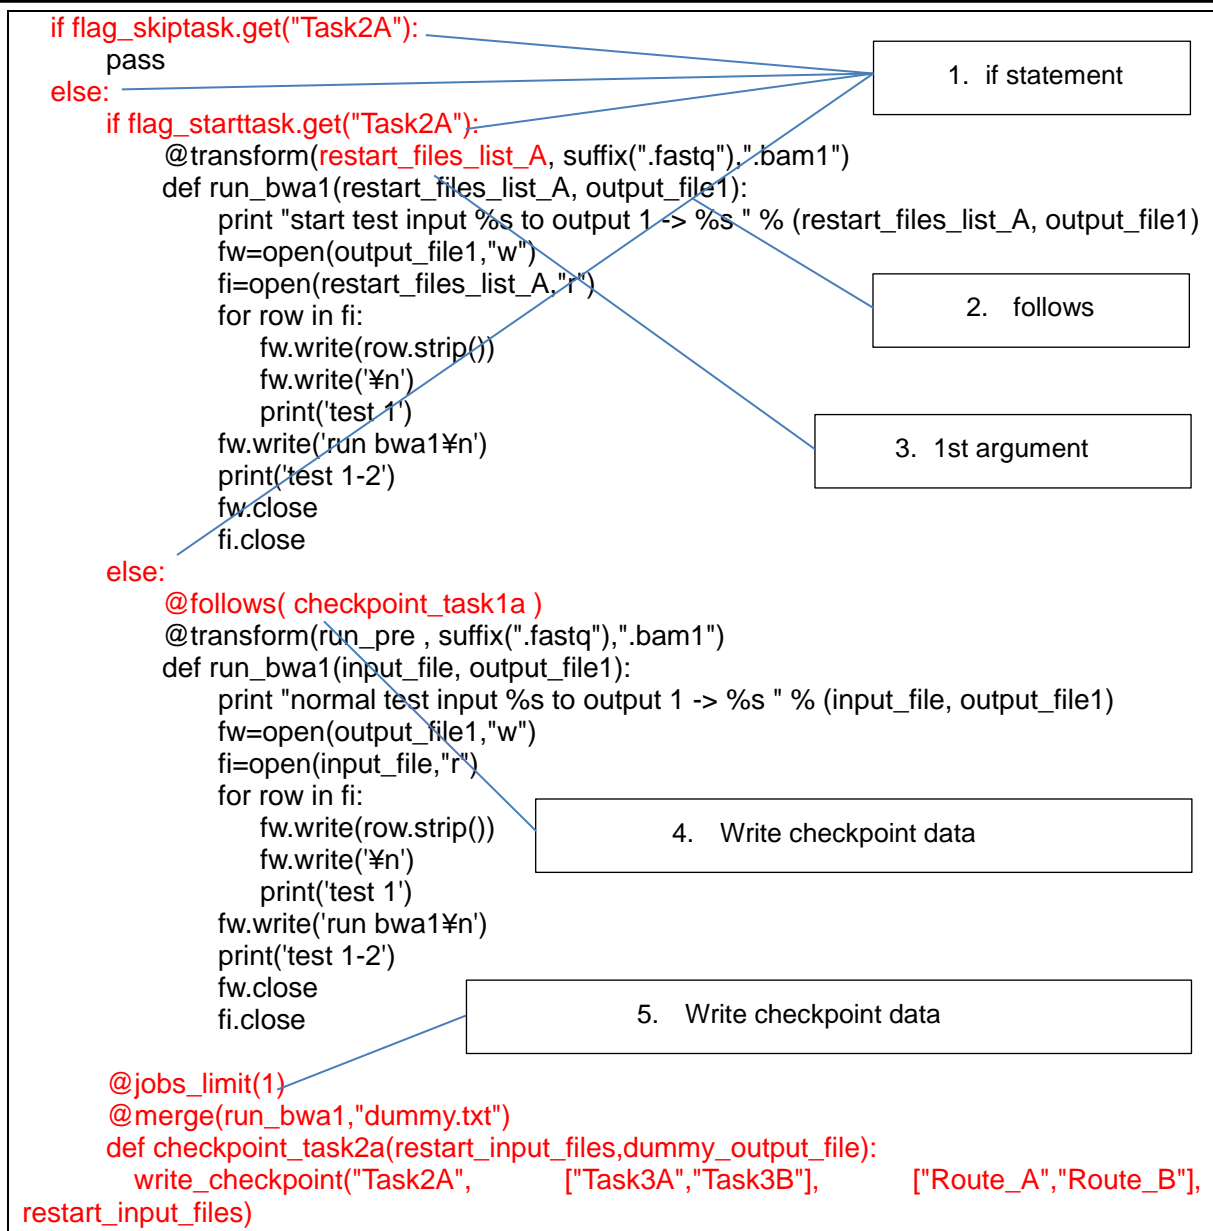 if flag_skiptask.get("Task2A"):
pass
1. if statement
else:
if flag_starttask.get("Task2A"):
@transform(restart_files_list_A, suffix(".fastq"),".bam1")
def run_bwa1(restart_files_list_A, output_file1):
print "start test input %s to output 1 -> %s " % (restart_files_list_A, output_file1)
fw=open(output_file1,"w")
fi=open(restart_files_list_A,"r")
2. follows
for row in fi:
fw.write(row.strip())
fw.write('¥n')
print('test 1')
fw.write('run bwa1¥n')
3. 1st argument
print('test 1-2')
fw.close
fi.close
else:
@follows( checkpoint_task1a )
@transform(run_pre , suffix(".fastq"),".bam1")
def run_bwa1(input_file, output_file1):
print "normal test input %s to output 1 -> %s " % (input_file, output_file1)
fw=open(output_file1,"w")
fi=open(input_file,"r")
for row in fi:
fw.write(row.strip())
4. Write checkpoint data
fw.write('¥n')
print('test 1')
fw.write('run bwa1¥n')
print('test 1-2')
fw.close
fi.close
5. Write checkpoint data
@jobs_limit(1)
@merge(run_bwa1,"dummy.txt")
def checkpoint_task2a(restart_input_files,dummy_output_file):
write_checkpoint("Task2A", ["Task3A","Task3B"], ["Route_A","Route_B"],
restart_input_files)